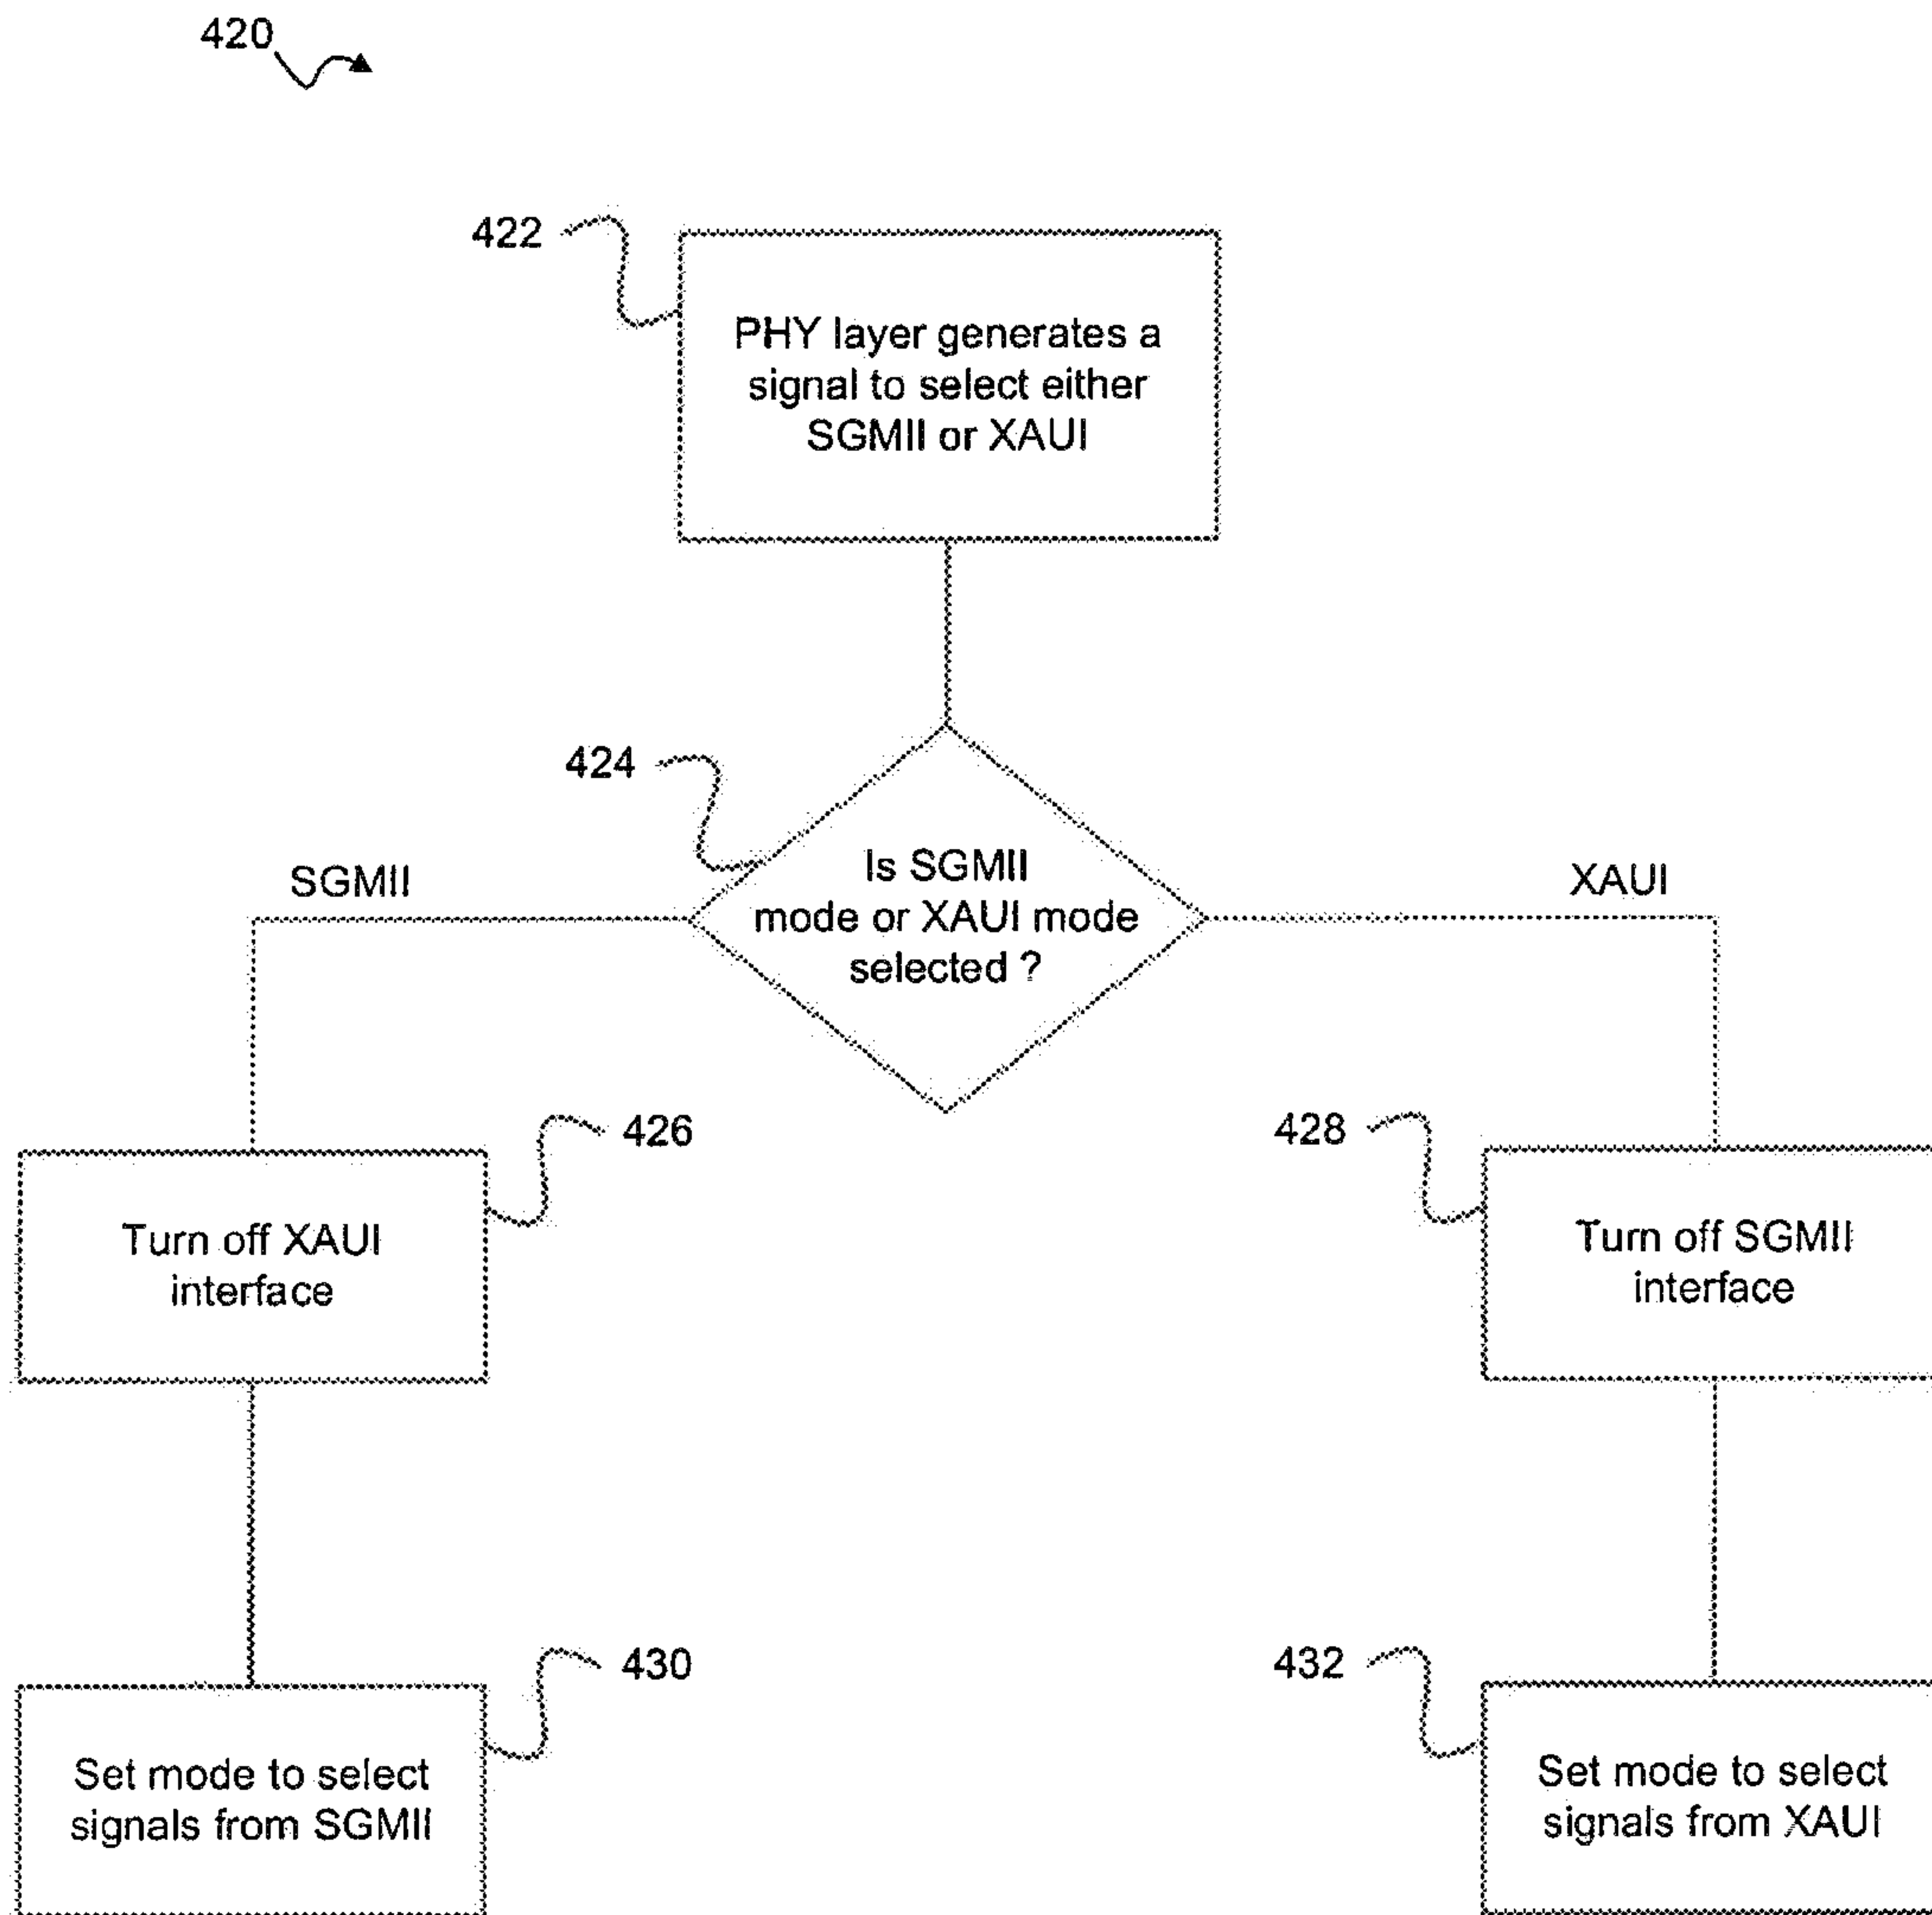 420
422
PHY layer generates a
signal to select either
SGMII or XAUI
424
Is SGMII
mode or XAUI mode
selected ?
SGMII
XAUI
426
428
Turn off XAUI
interface
Turn off SGMII
interface
430
432
Set mode to select
signals from SGMII
Set mode to select
signals from XAUI